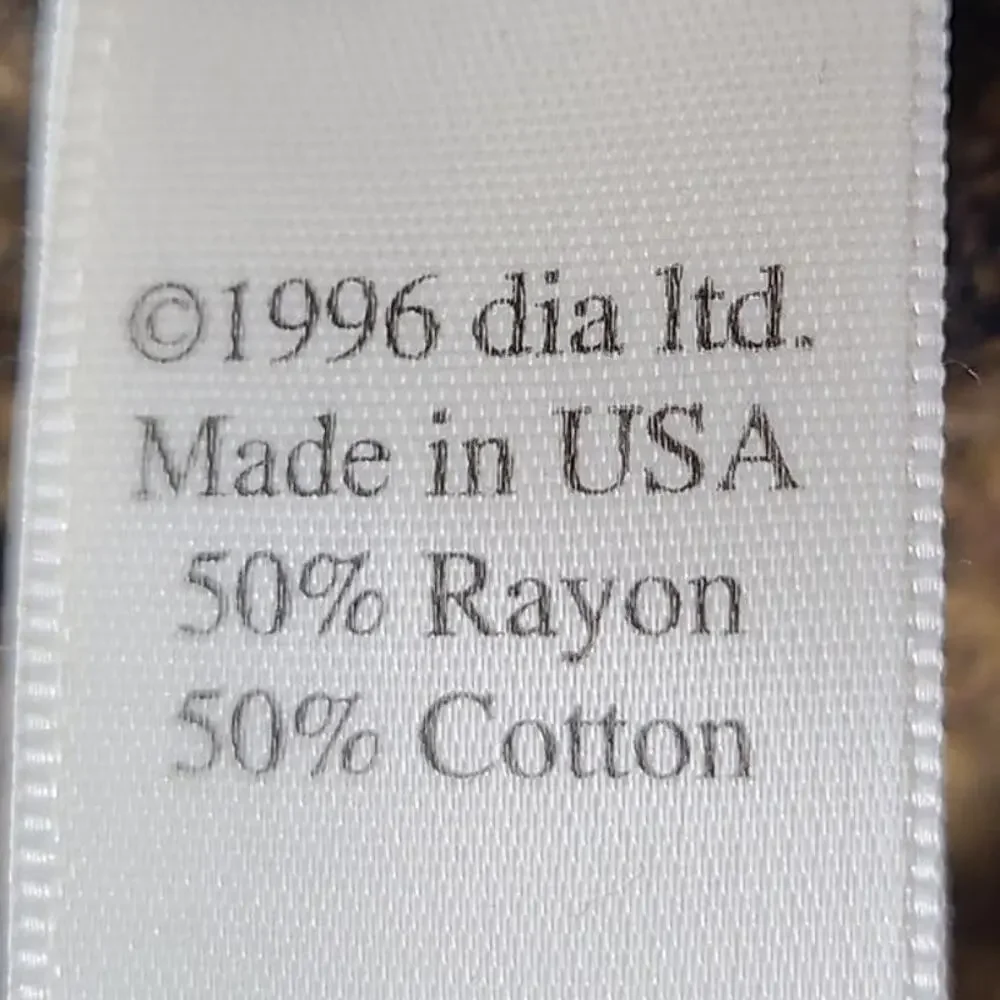 ©1996 dia ltd.
Made in USA
50% Rayon
50% Cotton